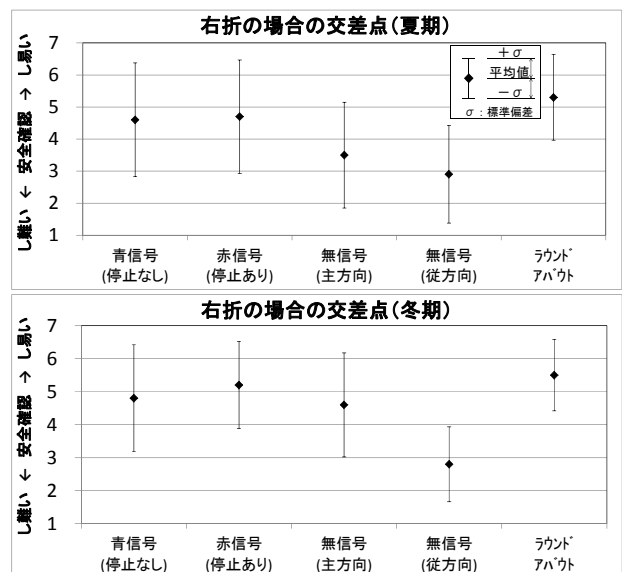 右折の場合の交差点(夏期)
し難い ← 安全確認 → し易い
7
6
5
4
3
2
1
+σ
平均値
-σ
σ:標準偏差
青信号
(停止なし)
赤信号
(停止あり)
無信号
(主方向)
無信号
(従方向)
ﾗｳﾝﾄﾞ
ｱﾊﾞｳﾄ
右折の場合の交差点(冬期)
し難い ← 安全確認 → し易い
7
6
5
4
3
2
1
青信号
(停止なし)
赤信号
(停止あり)
無信号
(主方向)
無信号
(従方向)
ﾗｳﾝﾄﾞ
ｱﾊﾞｳﾄ